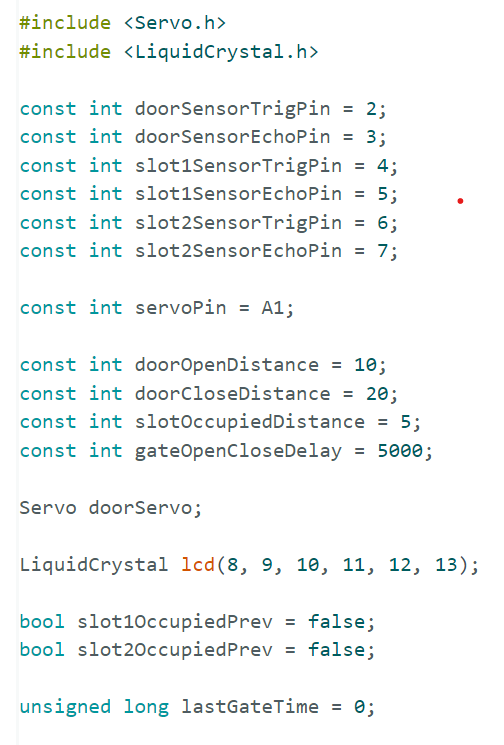 #include <Servo.h>
#include <LiquidCrystal.h>
const int doorSensorTrigPin = 2;
const int doorSensorEchoPin = 3;
const int slot1SensorTrigPin = 4;
const int slot1SensorEchoPin = 5;
const int slot2SensorTrigPin = 6;
const int slot2SensorEchoPin = 7;
const int servoPin = A1;
const int doorOpenDistance = 10;
const int doorCloseDistance = 20;
const int slotOccupiedDistance = 5;
const int gateOpenCloseDelay = 5000;
Servo doorServo;
LiquidCrystal lcd(8, 9, 10, 11, 12, 13);
bool slot1OccupiedPrev = false;
bool slot2OccupiedPrev = false;
unsigned long lastGateTime = 0;